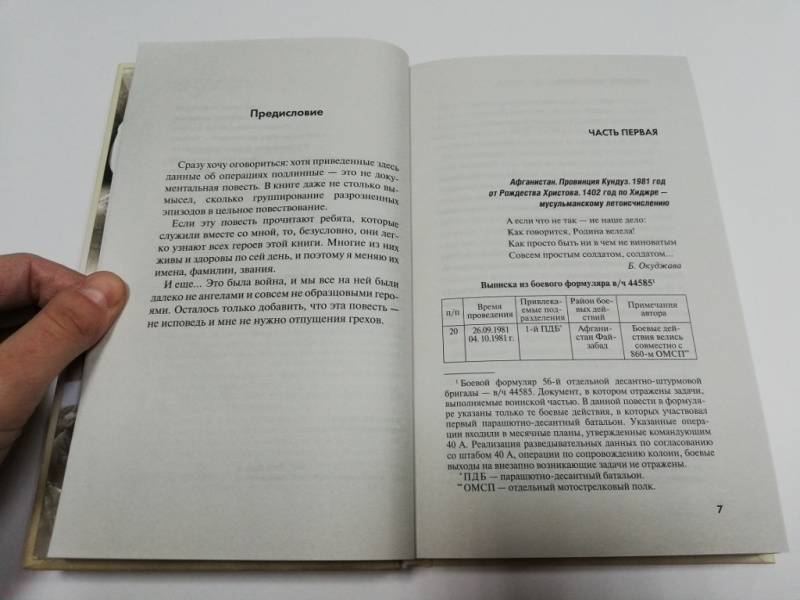 Предисловие
Сразу хочу оговориться: хотя приведенные здесь
данные об операциях подлинные — это не доку-
ментальная повесть. В книге даже не столько вы-
мысел, сколько группирование разрозненных
эпизодов в цельное повествование.
Если эту повесть прочитают ребята, которые
служили вместе со мной, то, безусловно, они лег-
ко узнают всех героев этой книги. Многие из них
живы и здоровы по сей день, и поэтому я меняю их
имена, фамилии, звания.
И еще... Это была война, и мы все на ней были
далеко не ангелами и совсем не образцовыми геро-
ями. Осталось только добавить, что эта повесть —
не исповедь и мне не нужно отпущения грехов.
ЧАСТЬ ПЕРВАЯ
Афганистан. Провинция Кундуз. 1981 год
от Рождества Христова. 1402 год по Хиджре —
мусульманскому летоисчислению
А если что не так — не наше дело:
Как говорится, Родина велела!
Как просто быть ни в чем не виноватым
Совсем простым солдатом, солдатом...
Б. Окуджава
Выписка из боевого формуляра в/ч 44585¹
п/п Время проведения Привлека-емые под-разделения Район бое-вых дей-ствий Примечания автора
20 26.09.1981 04.10.1981 г. 1-й ПДБ* Афгани-стан Фай-забад Боевые дей-ствия велись совместно с 860-м ОМСП**
¹ Боевой формуляр 56-й отдельной десантно-штурмовой
бригады — в/ч 44585. Документ, в котором отражены задачи,
выполняемые воинской частью. В данной повести в формуля-
ре указаны только те боевые действия, в которых участвовал
первый парашютно-десантный батальон. Указанные опера-
ции входили в месячные планы, утвержденные командующим
40 А. Реализация разведывательных данных по согласованию
со штабом 40 А, операции по сопровождению колонн, боевые
выходы на внезапно возникающие задачи не отражены.
* ПДБ — парашютно-десантный батальон.
** ОМСП — отдельный мотострелковый полк.
7